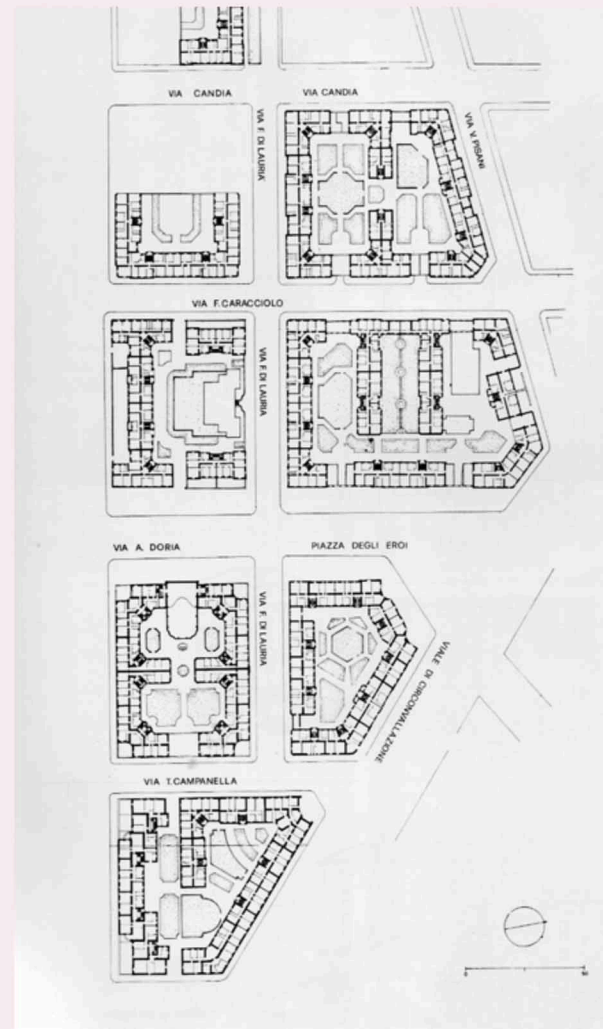 VIA CANDIA
VIA CANDIA
VIA F. DI LAURIA
VIA V. PISANI
VIA F. CARACCIOLO
VIA F. DI LAURIA
VIA A. DORIA
PIAZZA DEGLI EROI
VIA F. DI LAURIA
VIALE DI CIRCONVALLAZIONE
VIA T. CAMPANELLA
0